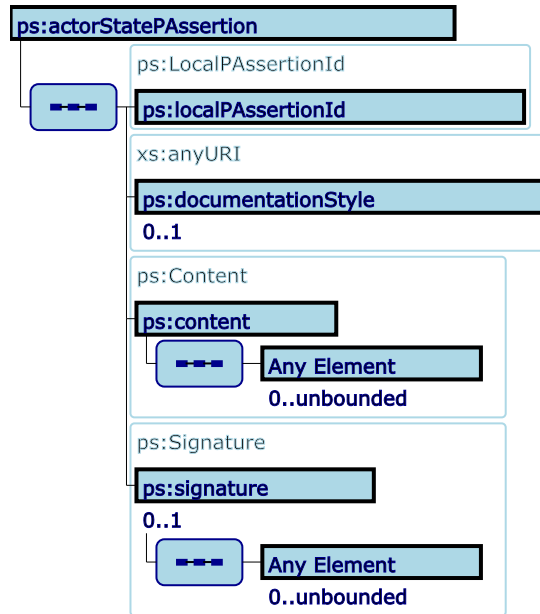 ps:actorStatePAssertion
ps:LocalPAssertionId
ps:localPAssertionId
xs:anyURI
ps:documentationStyle
0..1
ps:Content
ps:content
Any Element
0..unbounded
ps:Signature
ps:signature
0..1
Any Element
0..unbounded